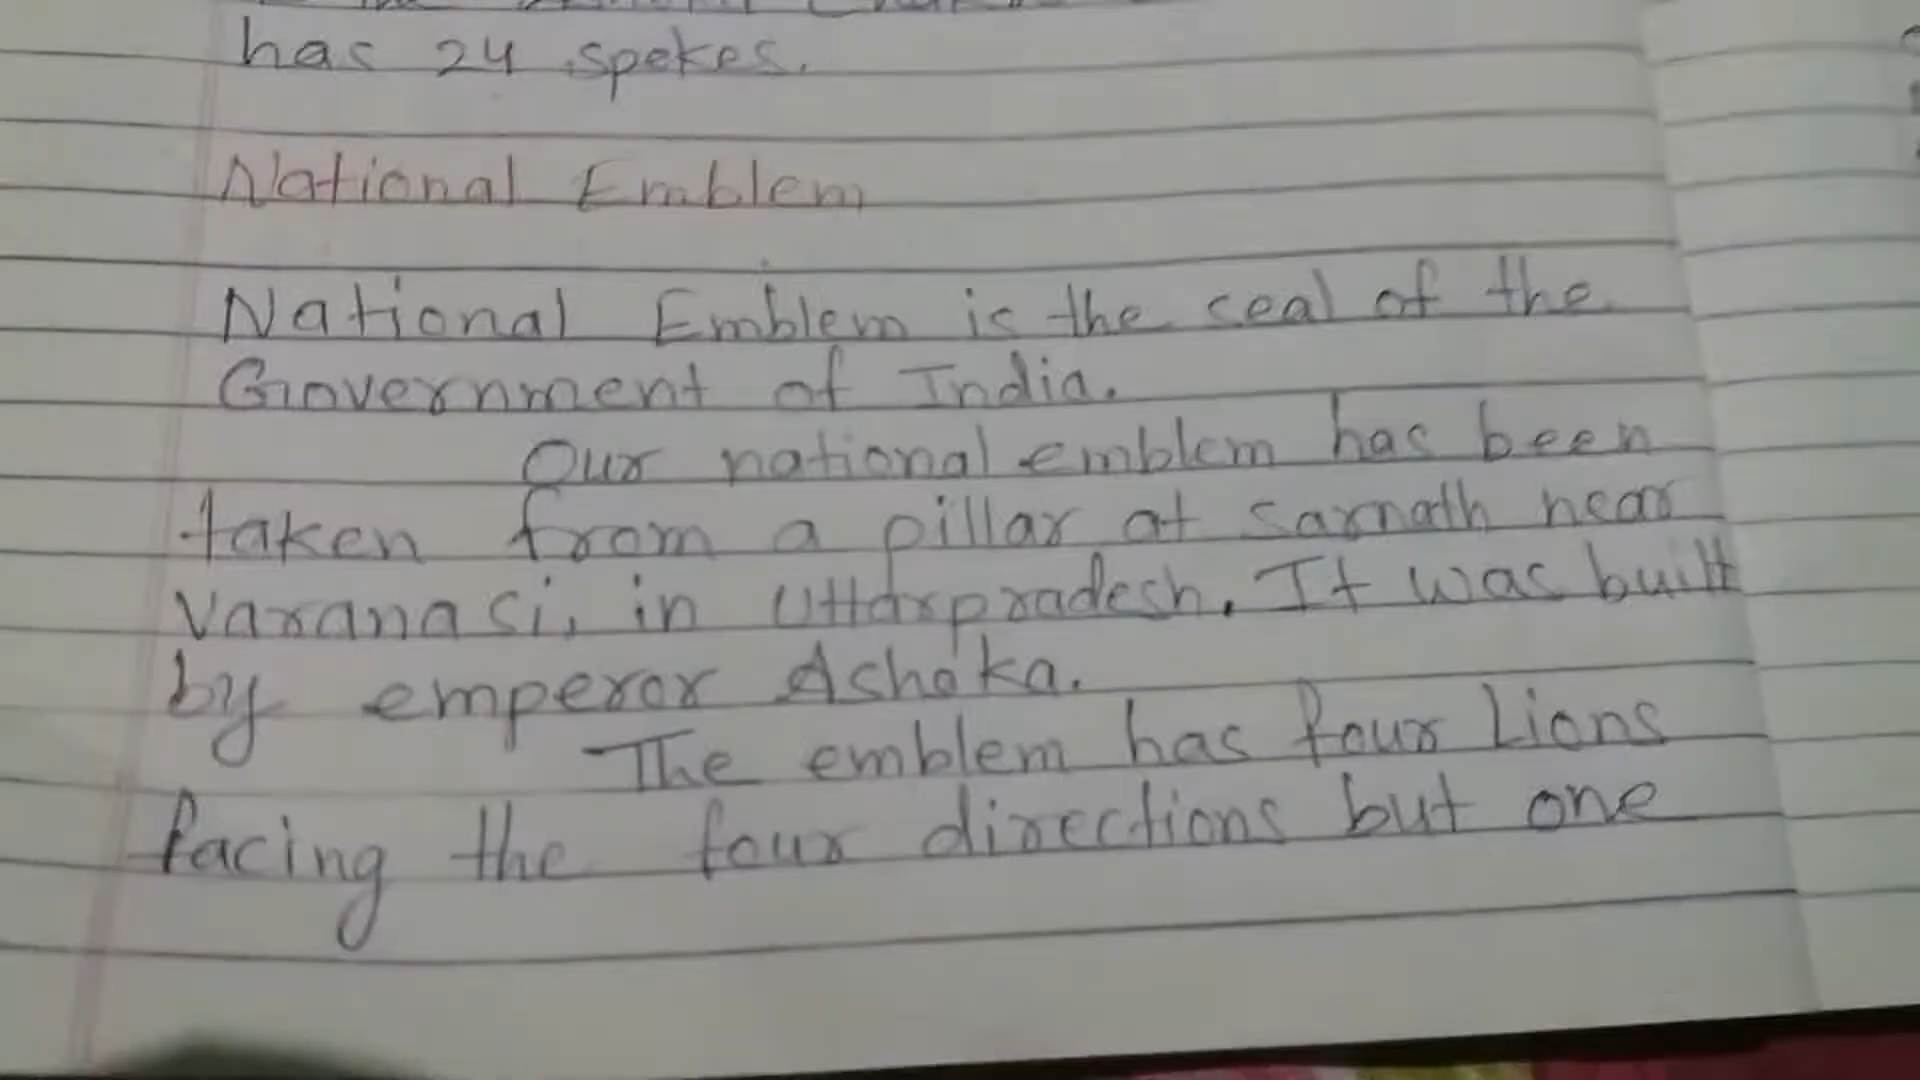 has 24 spokes.
National Emblem
National Emblem is the seal of the
Government of India.
Our national emblem has been
taken from a pillar at sarnath near
Varanasi, in Uttarpradesh. It was built
by emperor Ashoka.
The emblem has four Lions
facing the four directions but one